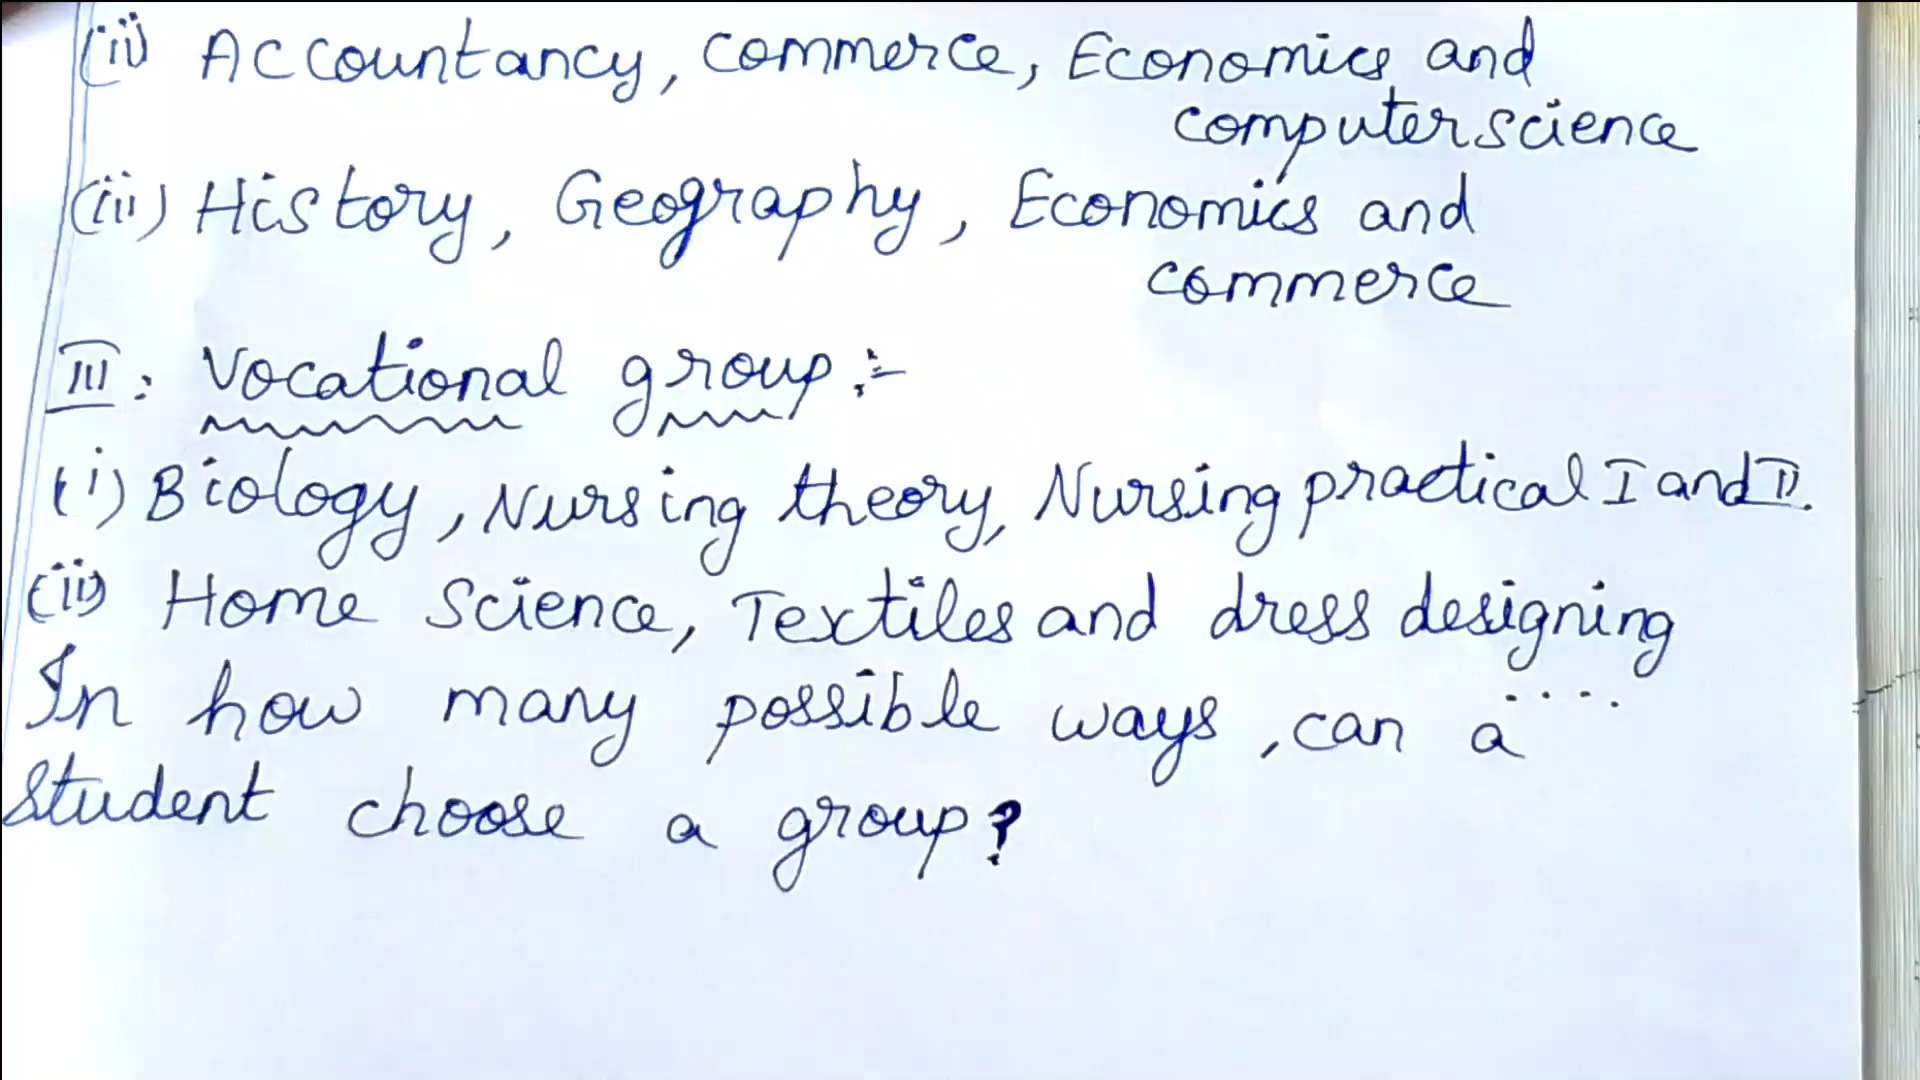 (ii) Accountancy, commerce, Economics and
computer science
(iii) History, Geography, Economics and
commerce
III. Vocational group :-
(i) Biology, Nursing theory, Nursing practical I and II.
(ii) Home Science, Textiles and dress designing
In how many possible ways, can a ....
student choose a group?